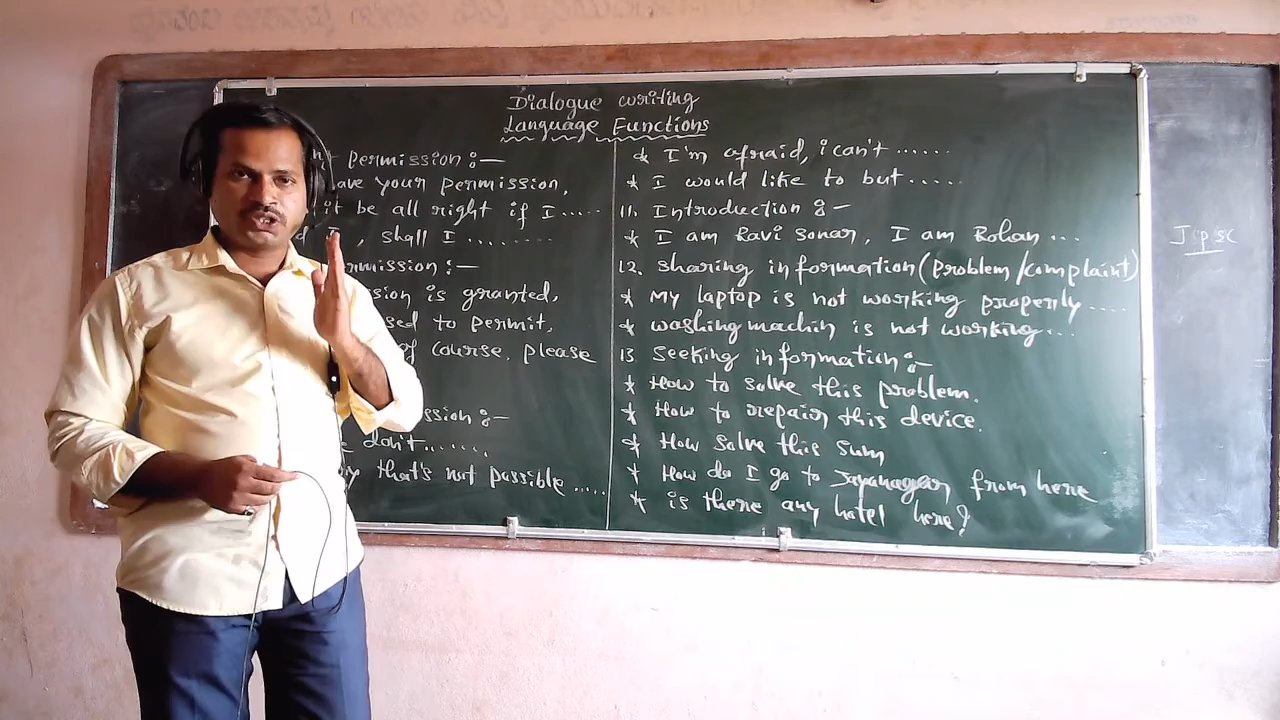 Dialogue writing
Language Functions
permission :-
ave your permission,
it be all right if I.....
d I , shall I ........
rmission :-
ssion is granted,
sed to permit,
of course, please
ssion :-
don't......
y that's not possible .....
* I'm afraid, i can't ......
* I would like to but .....
11. Introduction :-
* I am Ravi sonar, I am Rohan ...
12. sharing information (problem/complaint)
* My laptop is not working properly ....
* washing machin is not working...
13 Seeking information :-
* How to solve this problem.
* How to repair this device.
* How solve this sum
* How do I go to Jayanagar from here
* is there any hotel here?